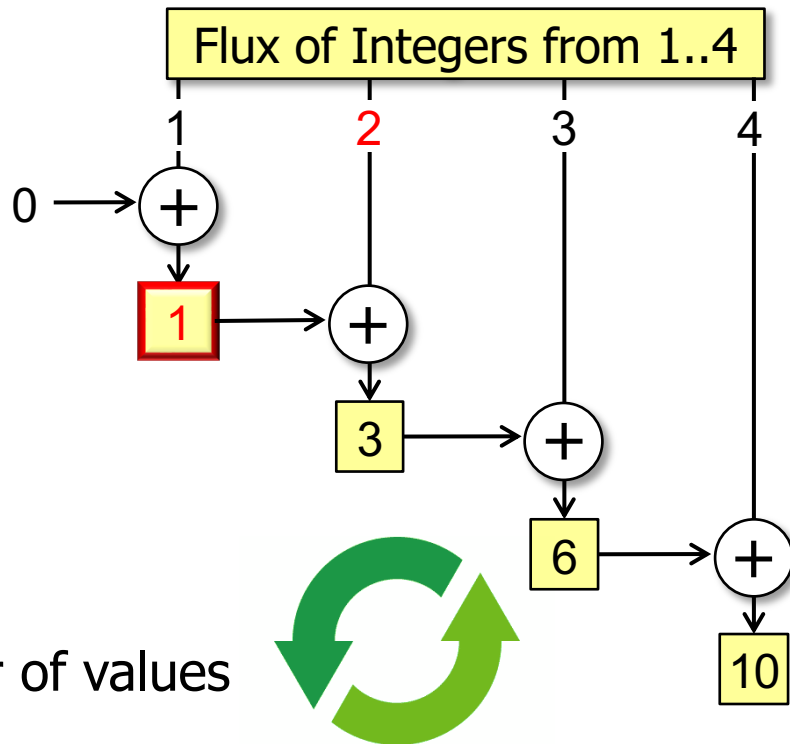 Flux of Integers from 1..4
1 2 3 4
0 +
1 +
3 +
6 +
of values 10